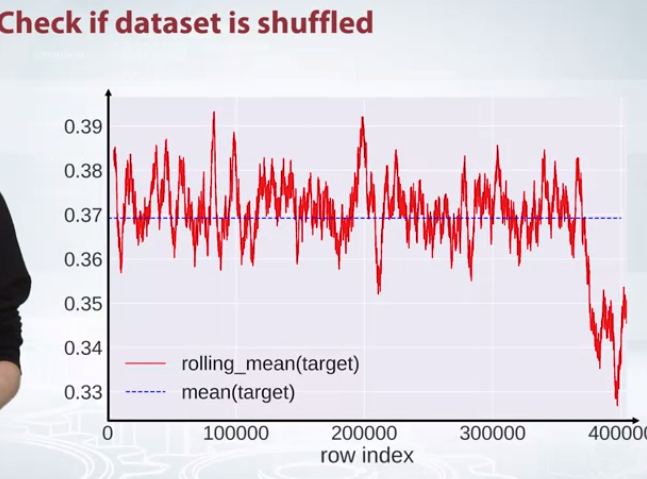 Check if dataset is shuffled
0.39
0.38
0.37
0.36
0.35
0.34
0.33
rolling_mean(target)
mean(target)
0 100000 200000 300000 400000
row index